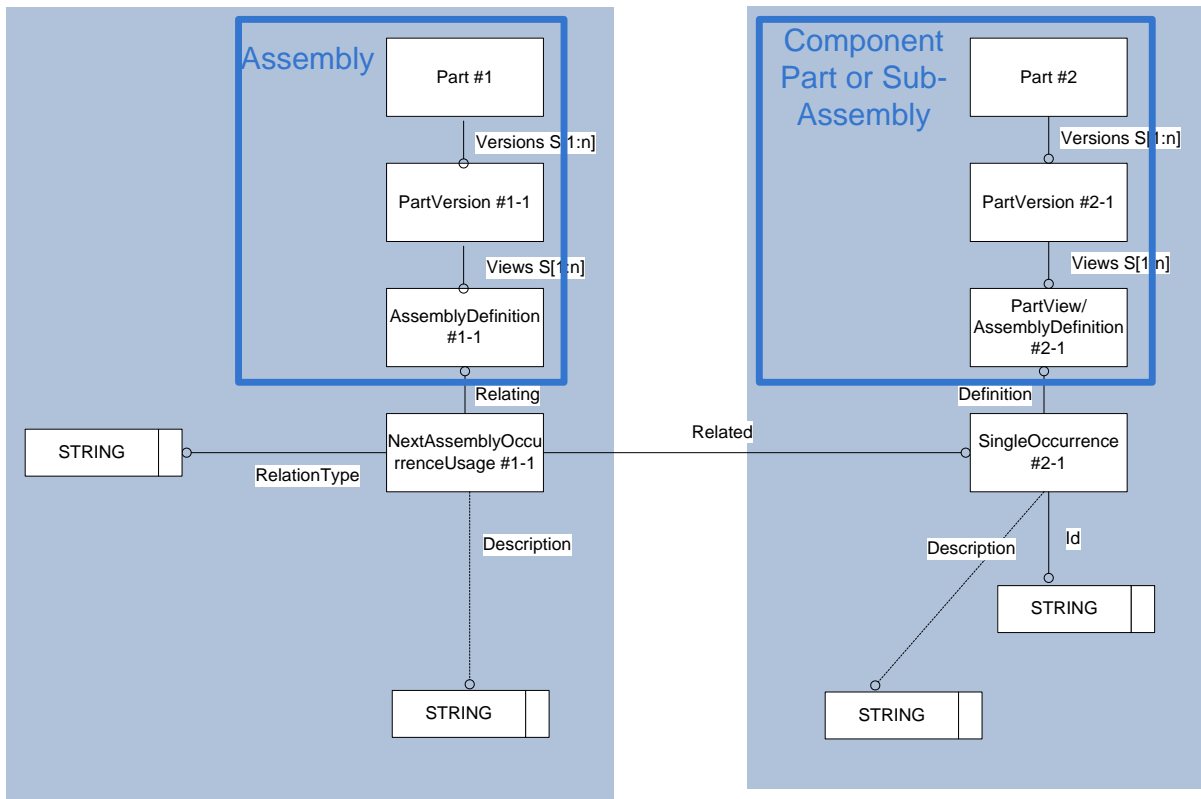 Assembly
Part #1
Versions S[1:n]
PartVersion #1-1
Views S[1:n]
AssemblyDefinition
#1-1
Relating
NextAssemblyOccu
rrenceUsage #1-1
STRING
RelationType
Description
STRING
Related
Component
Part or Sub-
Assembly
Part #2
Versions S[1:n]
PartVersion #2-1
Views S[1:n]
PartView/
AssemblyDefinition
#2-1
Definition
SingleOccurrence
#2-1
Id
Description
STRING
STRING